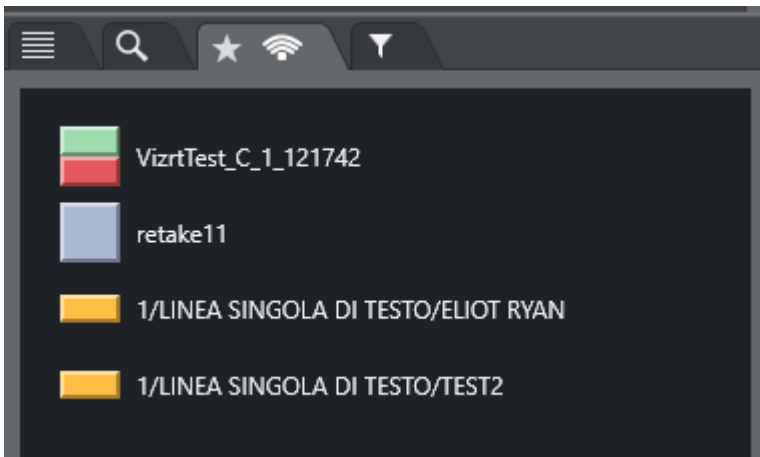 VizrtTest_C_1_121742
retake11
1/LINEA SINGOLA DI TESTO/ELIOT RYAN
1/LINEA SINGOLA DI TESTO/TEST2